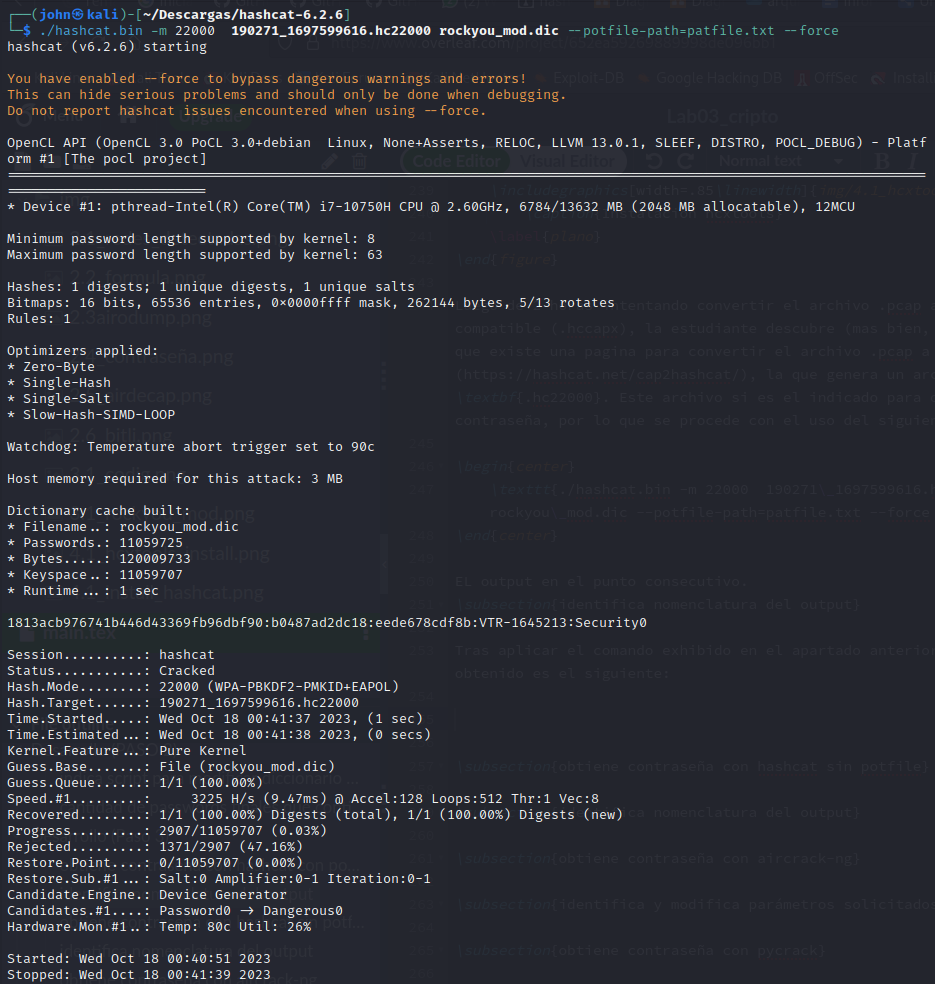 ┌──(john㉿kali)-[~/Descargas/hashcat-6.2.6]
└─$ ./hashcat.bin -m 22000  190271_1697599616.hc22000 rockyou_mod.dic --potfile-path=patfile.txt --force
hashcat (v6.2.6) starting
You have enabled --force to bypass dangerous warnings and errors!
This can hide serious problems and should only be done when debugging.
Do not report hashcat issues encountered when using --force.
OpenCL API (OpenCL 3.0 PoCL 3.0+debian  Linux, None+Asserts, RELOC, LLVM 13.0.1, SLEEF, DISTRO, POCL_DEBUG) - Platf
orm #1 [The pocl project]
* Device #1: pthread-Intel(R) Core(TM) i7-10750H CPU @ 2.60GHz, 6784/13632 MB (2048 MB allocatable), 12MCU
Minimum password length supported by kernel: 8
Maximum password length supported by kernel: 63
Hashes: 1 digests; 1 unique digests, 1 unique salts
Bitmaps: 16 bits, 65536 entries, 0x0000ffff mask, 262144 bytes, 5/13 rotates
Rules: 1
Optimizers applied:
* Zero-Byte
* Single-Hash
* Single-Salt
* Slow-Hash-SIMD-LOOP
Watchdog: Temperature abort trigger set to 90c
Host memory required for this attack: 3 MB
Dictionary cache built:
* Filename..: rockyou_mod.dic
* Passwords.: 11059725
* Bytes.....: 120009733
* Keyspace..: 11059707
* Runtime...: 1 sec
1813acb976741b446d43369fb96dbf90:b0487ad2dc18:eede678cdf8b:VTR-1645213:Security0
Session..........: hashcat
Status...........: Cracked
Hash.Mode........: 22000 (WPA-PBKDF2-PMKID+EAPOL)
Hash.Target......: 190271_1697599616.hc22000
Time.Started.....: Wed Oct 18 00:41:37 2023, (1 sec)
Time.Estimated...: Wed Oct 18 00:41:38 2023, (0 secs)
Kernel.Feature...: Pure Kernel
Guess.Base.......: File (rockyou_mod.dic)
Guess.Queue......: 1/1 (100.00%)
Speed.#1.........:     3225 H/s (9.47ms) @ Accel:128 Loops:512 Thr:1 Vec:8
Recovered........: 1/1 (100.00%) Digests (total), 1/1 (100.00%) Digests (new)
Progress.........: 2907/11059707 (0.03%)
Rejected.........: 1371/2907 (47.16%)
Restore.Point....: 0/11059707 (0.00%)
Restore.Sub.#1...: Salt:0 Amplifier:0-1 Iteration:0-1
Candidate.Engine.: Device Generator
Candidates.#1....: Password0 -> Dangerous0
Hardware.Mon.#1..: Temp: 80c Util: 26%
Started: Wed Oct 18 00:40:51 2023
Stopped: Wed Oct 18 00:41:39 2023